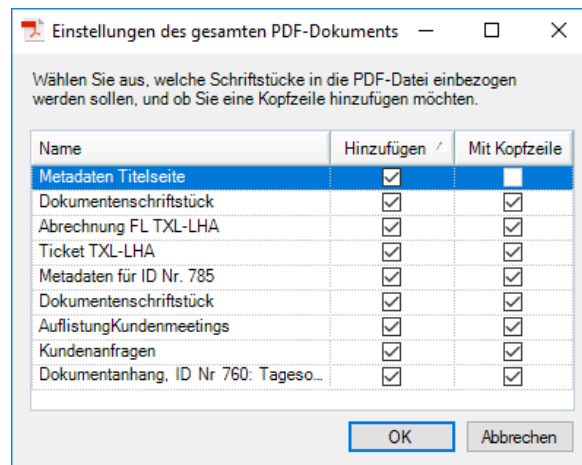 Einstellungen des gesamten PDF-Dokuments
Wählen Sie aus, welche Schriftstücke in die PDF-Datei einbezogen
werden sollen, und ob Sie eine Kopfzeile hinzufügen möchten.
Name Hinzufügen Mit Kopfzeile
Metadaten Titelseite
Dokumentenschriftstück
Abrechnung FL TXL-LHA
Ticket TXL-LHA
Metadaten für ID Nr. 785
Dokumentenschriftstück
AuflistungKundenmeetings
Kundenanfragen
Dokumentanhang, ID Nr 760: Tageso...
OK Abbrechen